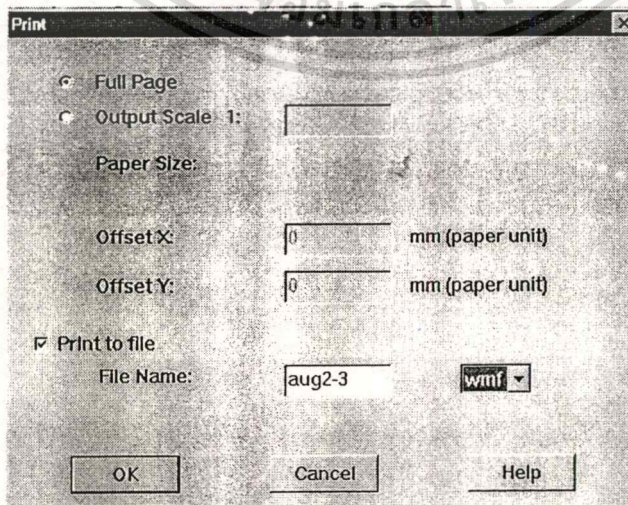 Print
Full Page
Output Scale 1:
Paper Size:
Offset X: 0 mm (paper unit)
Offset Y: 0 mm (paper unit)
Print to file
File Name: aug2-3 wmf
OK Cancel Help